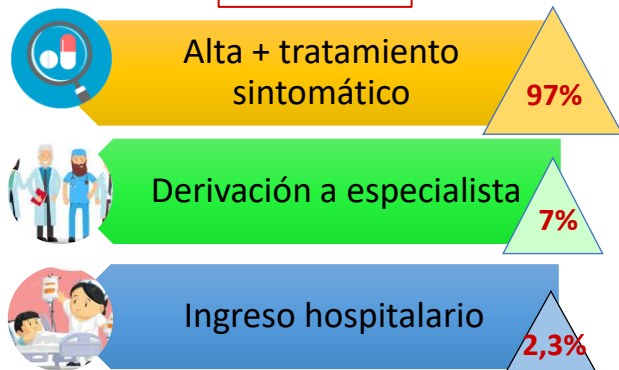 Alta + tratamiento
sintomático
97%
Derivación a especialista
7%
Ingreso hospitalario
2,3%